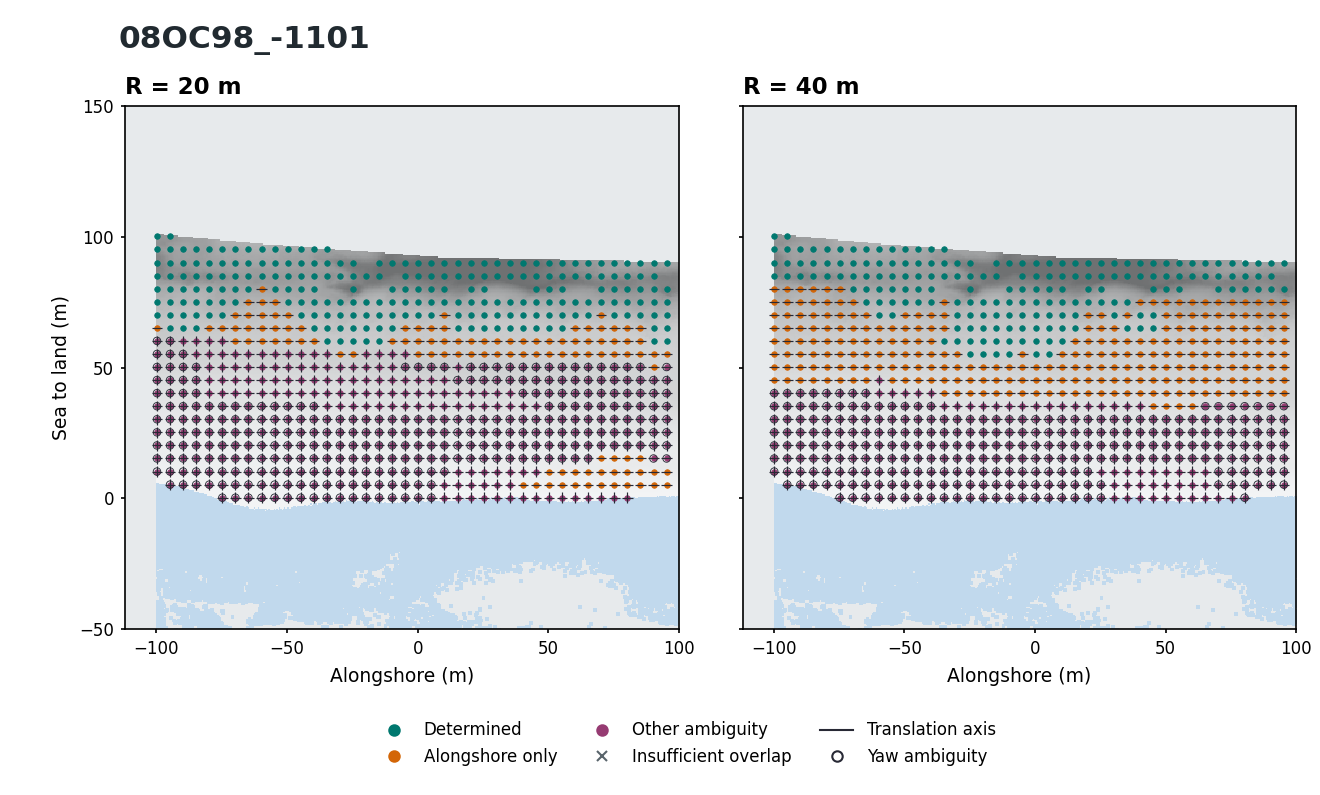 08OC98_-1101
R = 20 m
R = 40 m
150
100
50
0
−50
Sea to land (m)
−100
−50
0
50
100
−100
−50
0
50
100
Alongshore (m)
Alongshore (m)
Determined
Other ambiguity
Translation axis
Alongshore only
Insufficient overlap
Yaw ambiguity